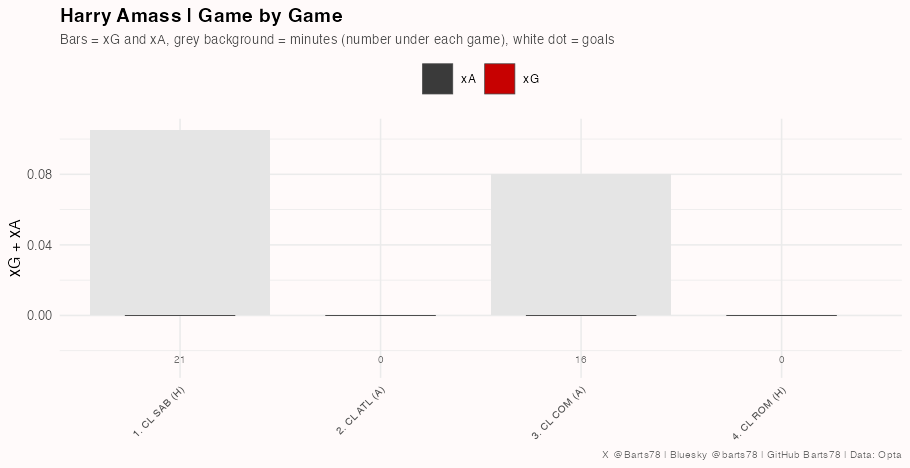 Harry Amass | Game by Game
Bars = xG and xA, grey background = minutes (number under each game), white dot = goals
xA
xG
xG + xA
0.08
0.04
0.00
21
0
16
0
1. CL SAB (H)
2. CL ATL (A)
3. CL COM (A)
4. CL ROM (H)
X @Barts78 | Bluesky @barts78 | GitHub Barts78 | Data: Opta